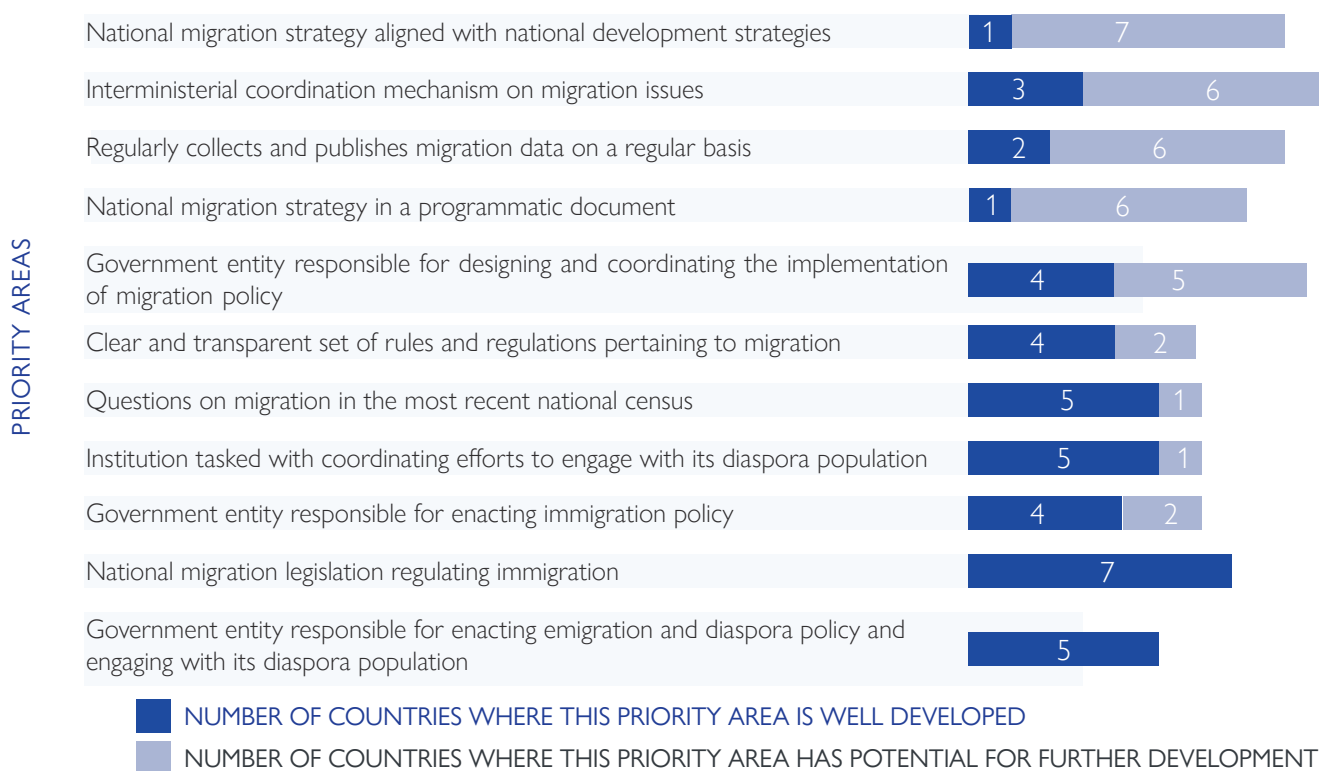 PRIORITY AREAS
National migration strategy aligned with national development strategies 1 7
Interministerial coordination mechanism on migration issues 3 6
Regularly collects and publishes migration data on a regular basis 2 6
National migration strategy in a programmatic document 1 6
Government entity responsible for designing and coordinating the implementation
of migration policy 4 5
Clear and transparent set of rules and regulations pertaining to migration 4 2
Questions on migration in the most recent national census 5 1
Institution tasked with coordinating efforts to engage with its diaspora population 5 1
Government entity responsible for enacting immigration policy 4 2
National migration legislation regulating immigration 7
Government entity responsible for enacting emigration and diaspora policy and
engaging with its diaspora population 5
NUMBER OF COUNTRIES WHERE THIS PRIORITY AREA IS WELL DEVELOPED
NUMBER OF COUNTRIES WHERE THIS PRIORITY AREA HAS POTENTIAL FOR FURTHER DEVELOPMENT